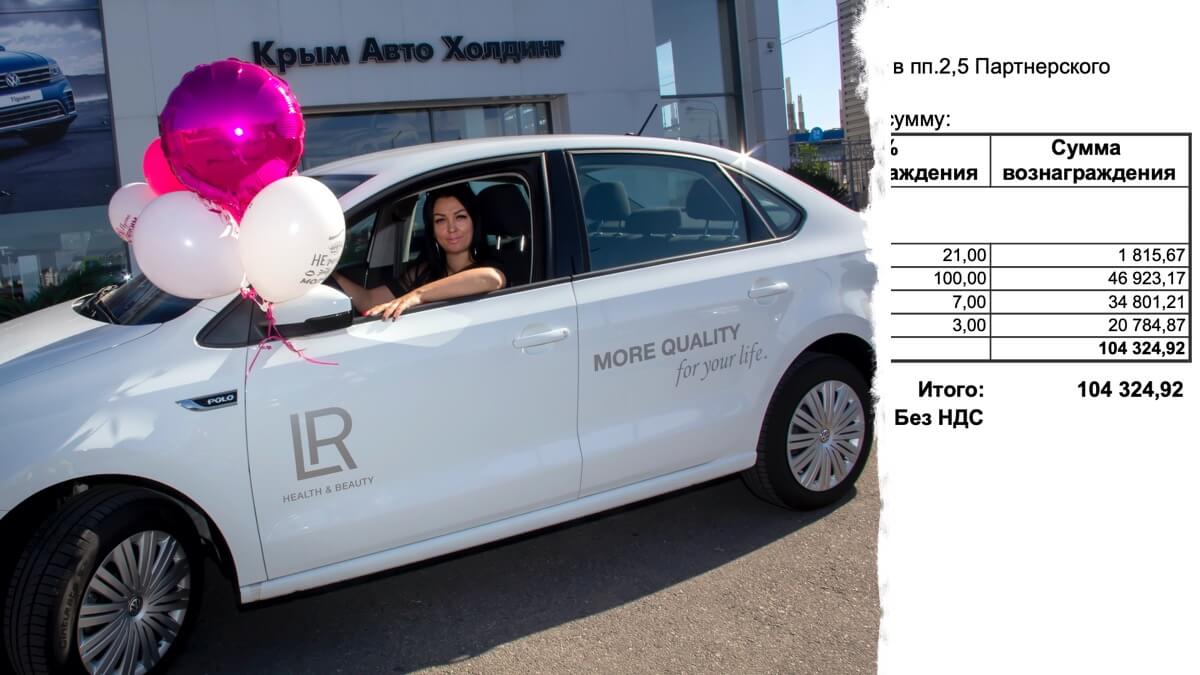 Крым Авто Холдинг
Tiguan
НЕ
POLO
LR
HEALTH & BEAUTY
MORE QUALITY
for your life.
в пп.2,5 Партнерского
сумму:
% Сумма
аждения вознаграждения
21,00 1 815,67
100,00 46 923,17
7,00 34 801,21
3,00 20 784,87
104 324,92
Итого: 104 324,92
Без НДС